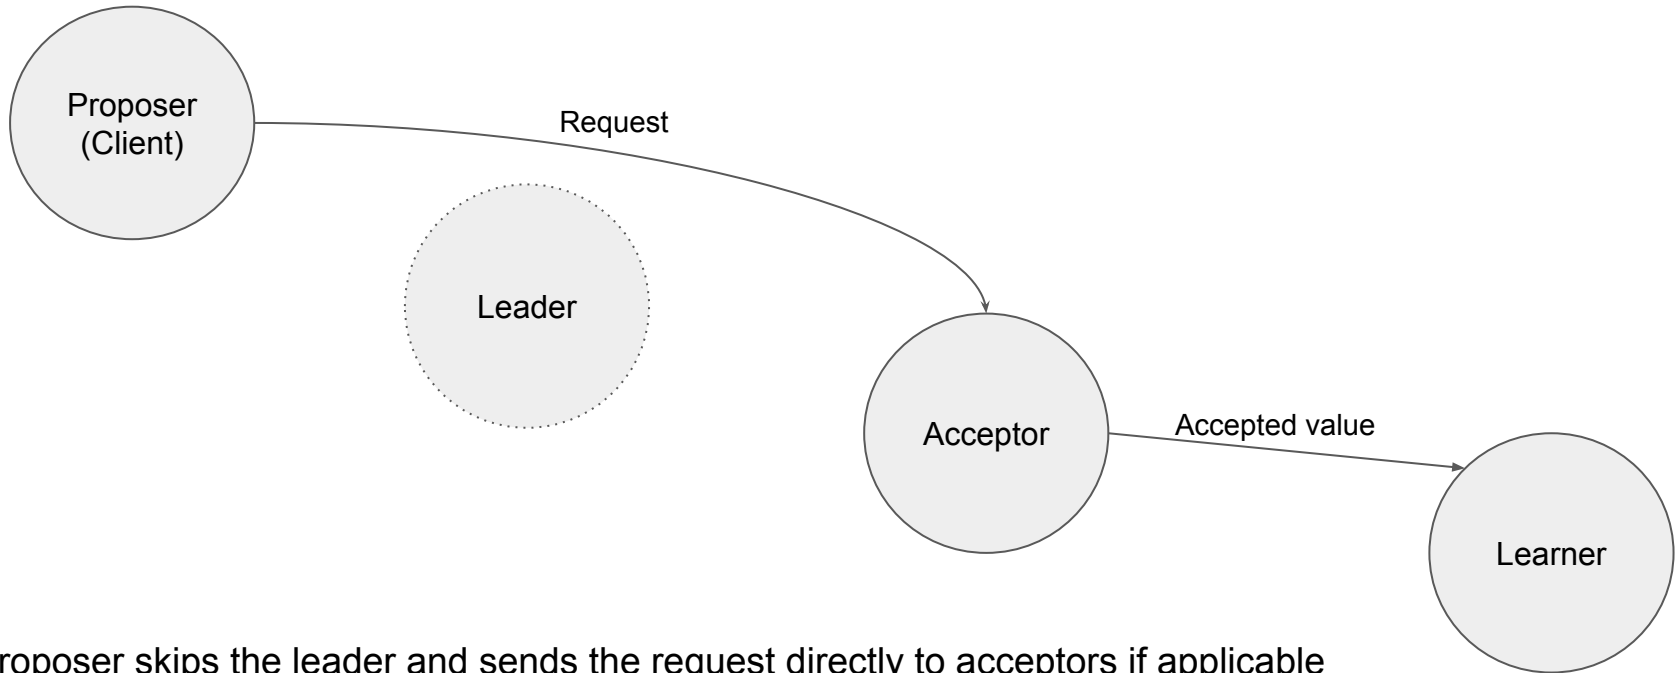 Proposer
(Client)
Request
Leader
Acceptor
Accepted value
Learner
roposer skips the leader and sends the request directly to acceptors if applicable